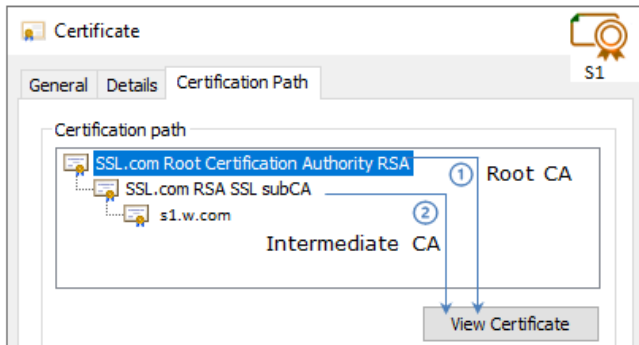 Certificate
S1
General Details Certification Path
Certification path
SSL.com Root Certification Authority RSA
1 Root CA
SSL.com RSA SSL subCA
2
s1.w.com
Intermediate CA
View Certificate